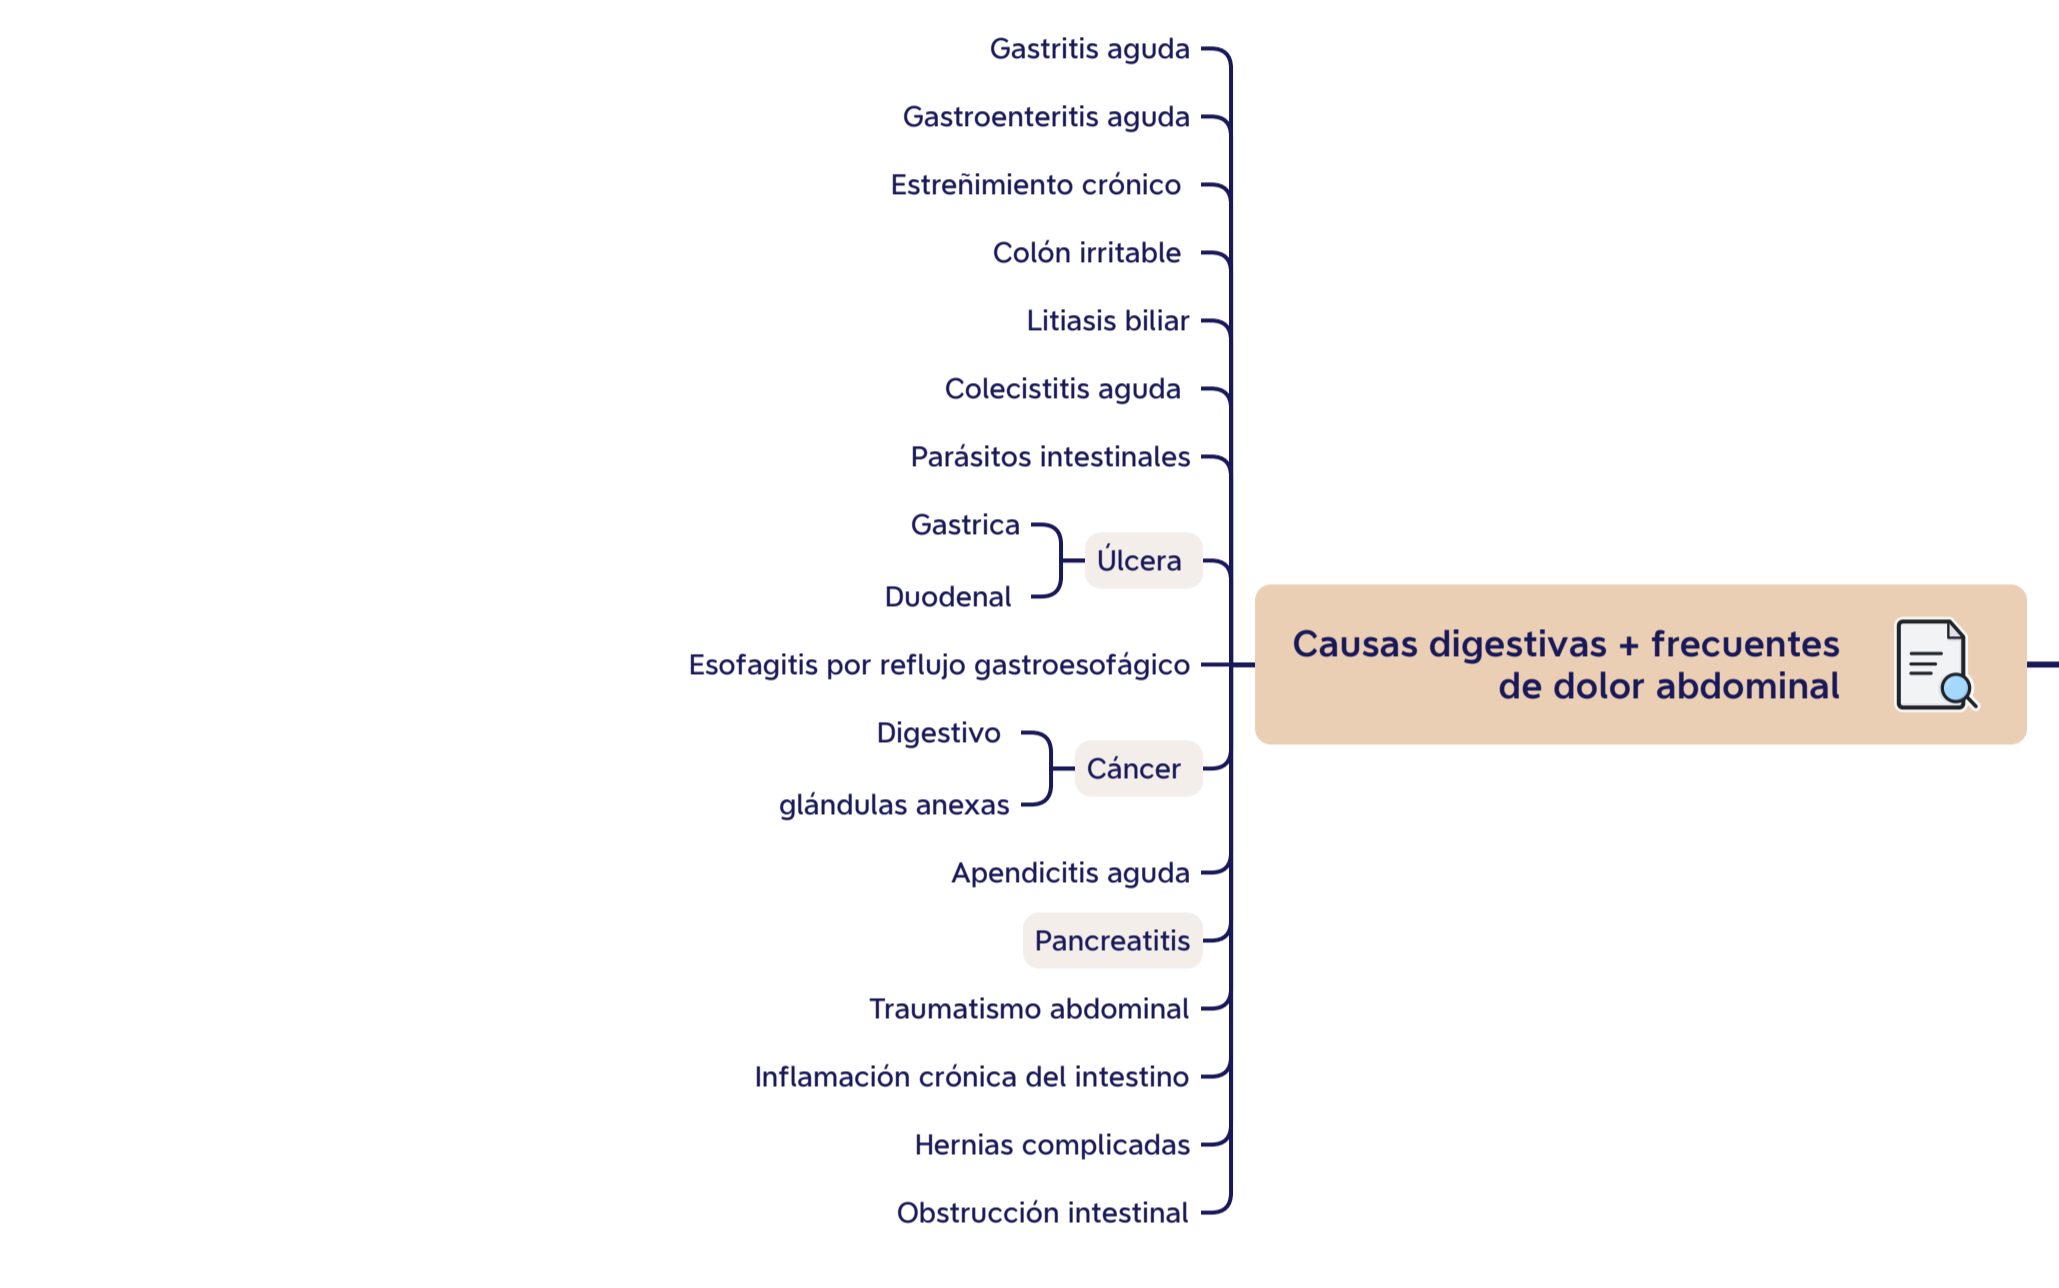 Gastritis aguda
Gastroenteritis aguda
Estreñimiento crónico
Colón irritable
Litiasis biliar
Colecistitis aguda
Parásitos intestinales
Gastrica
Úlcera
Duodenal
Esofagitis por reflujo gastroesofágico
Causas digestivas + frecuentes
de dolor abdominal
Digestivo
Cáncer
glándulas anexas
Apendicitis aguda
Pancreatitis
Traumatismo abdominal
Inflamación crónica del intestino
Hernias complicadas
Obstrucción intestinal